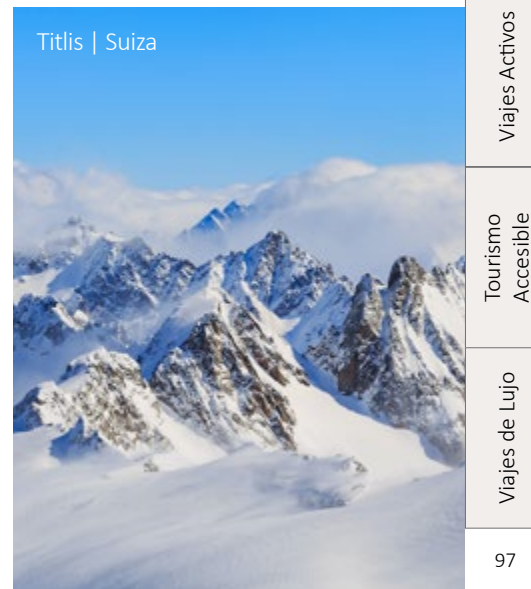 Titlis | Suiza
Viajes Activos
Tourismo
Accesible
Viajes de Lujo
97